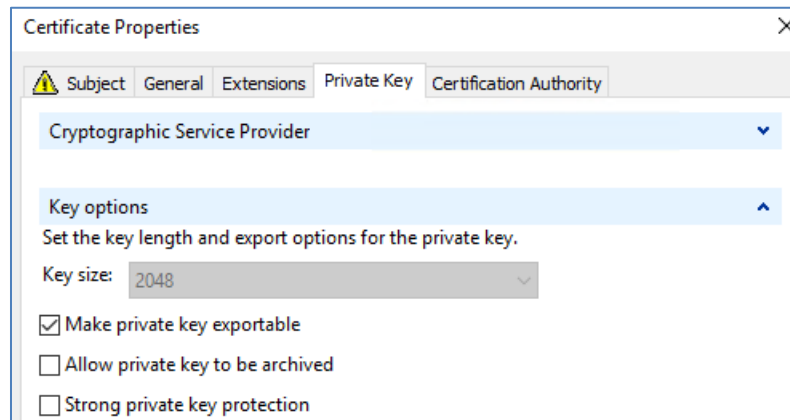 Certificate Properties
Subject General Extensions Private Key Certification Authority
Cryptographic Service Provider
Key options
Set the key length and export options for the private key.
Key size: 2048
Make private key exportable
Allow private key to be archived
Strong private key protection